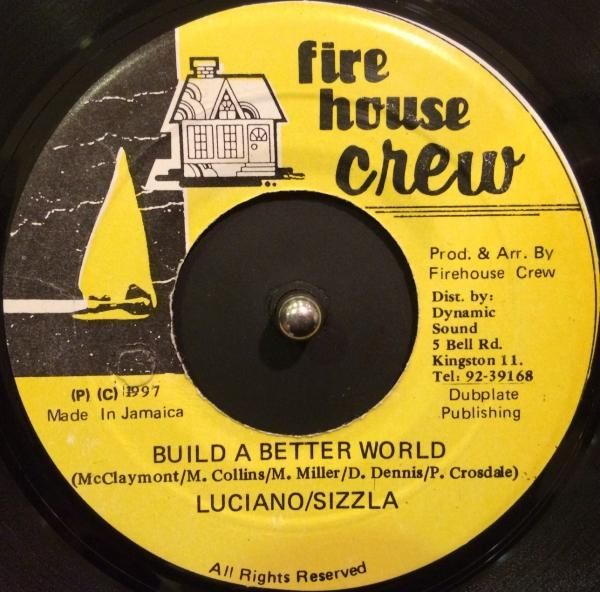 fire
house
crew
Prod. & Arr. By
Firehouse Crew
Dist. by:
Dynamic
Sound
5 Bell Rd.
Kingston 11.
Tel: 92-39168
Dubplate
Publishing
(P) (C) 1997
Made In Jamaica
BUILD A BETTER WORLD
(McClaymont/M. Collins/M. Miller/D. Dennis/P. Crosdale)
LUCIANO/SIZZLA
All Rights Reserved